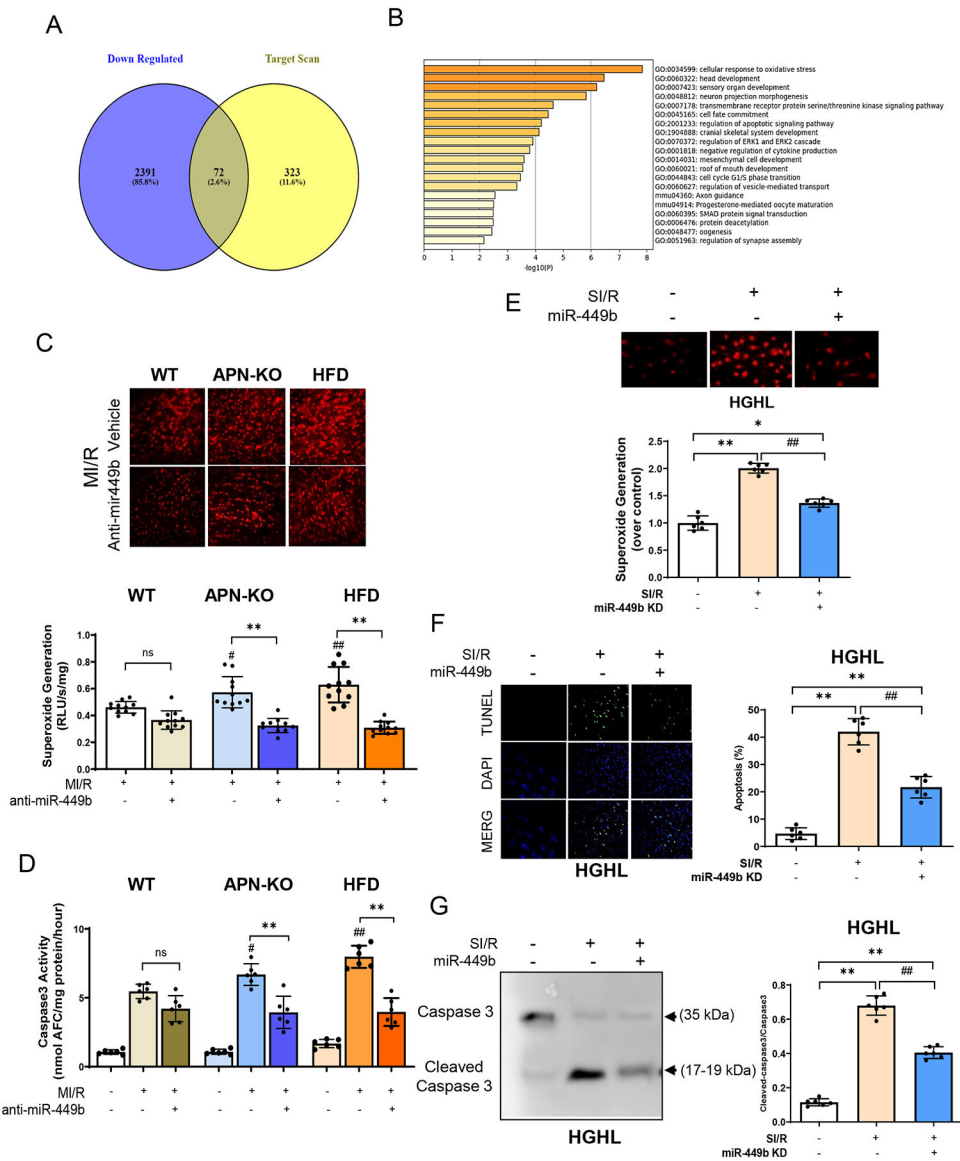 A
Down Regulated
Target Scan
2391
(85.8%)
72
(2.6%)
323
(11.6%)
B
GO:0034599: cellular response to oxidative stress
GO:0060322: head development
GO:0007423: sensory organ development
GO:0048812: neuron projection morphogenesis
GO:0007178: transmembrane receptor protein serine/threonine kinase signaling pathway
GO:0045165: cell fate commitment
GO:2001233: regulation of apoptotic signaling pathway
GO:1904888: cranial skeletal system development
GO:0070372: regulation of ERK1 and ERK2 cascade
GO:0001818: negative regulation of cytokine production
GO:0014031: mesenchymal cell development
GO:0060021: roof of mouth development
GO:0044843: cell cycle G1/S phase transition
GO:0060627: regulation of vesicle-mediated transport
mmu04360: Axon guidance
mmu04914: Progesterone-mediated oocyte maturation
GO:0060395: SMAD protein signal transduction
GO:0006476: protein deacetylation
GO:0048477: oogenesis
GO:0051963: regulation of synapse assembly
0 1 2 3 4 5 6 7 8
-log10(P)
C
WT APN-KO HFD
MI/R
Vehicle
Anti-mir449b
WT APN-KO HFD
Superoxide Generation
(RLU/s/mg)
1.0
0.8
0.6
0.4
0.2
0.0
ns # ** ## **
MI/R + + + + + +
anti-miR-449b - + - + - +
D
WT APN-KO HFD
Caspase3 Activity
(nmol AFC/mg protein/hour)
10
5
0
ns # ** ## **
MI/R - + + - + + - + +
anti-miR-449b - - + - - + - - +
E
SI/R - + +
miR-449b - - +
HGHL
Superoxide Generation
(over control)
2.5
2.0
1.5
1.0
0.5
0.0
*
** ##
SI/R - + +
miR-449b KD - - +
F
SI/R - + +
miR-449b - - +
TUNEL
DAPI
MERG
HGHL
HGHL
Apoptosis (%)
50
40
30
20
10
0
**
** ##
SI/R - + +
miR-449b KD - - +
G
SI/R - + +
miR-449b - - +
Caspase 3
(35 kDa)
Cleaved
Caspase 3
(17-19 kDa)
HGHL
HGHL
Cleaved-caspase3/Caspase3
1.0
0.8
0.6
0.4
0.2
0.0
**
** ##
SI/R - + +
miR-449b KD - - +